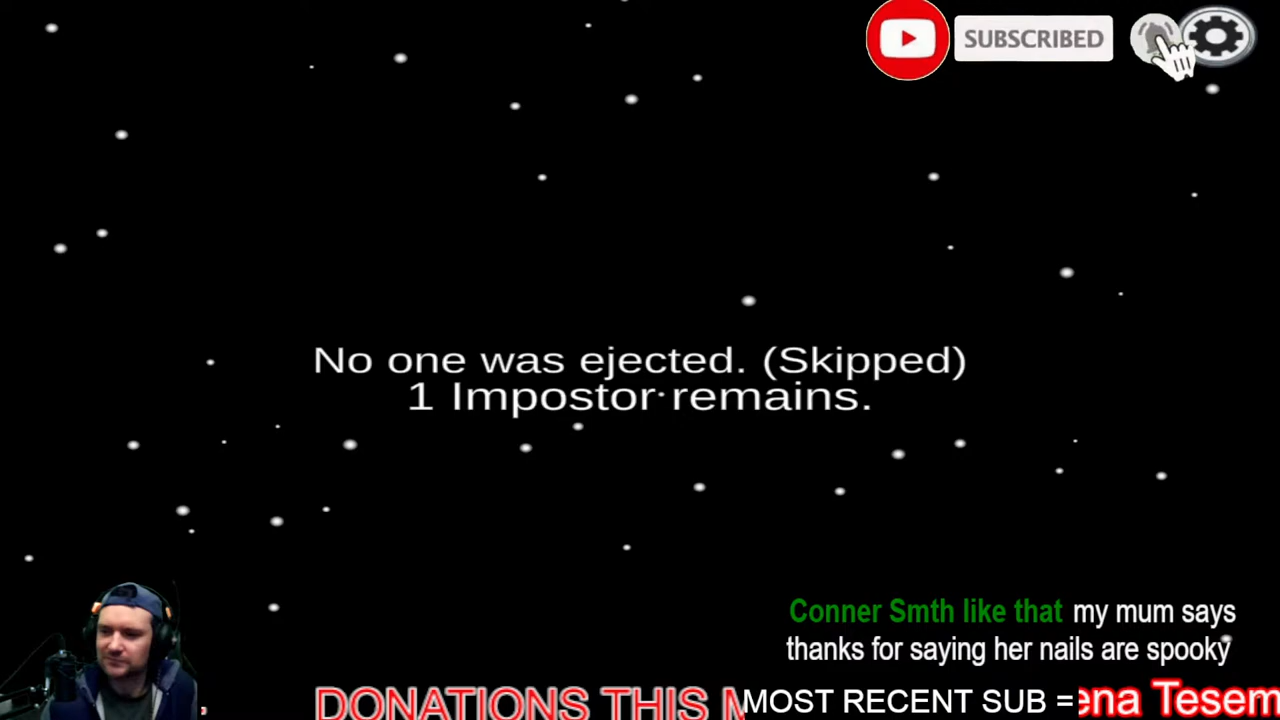 SUBSCRIBED
No one was ejected. (Skipped)
1 Impostor remains.
Conner Smth like that my mum says
thanks for saying her nails are spooky
DONATIONS THIS
MOST RECENT SUB =
Tesem